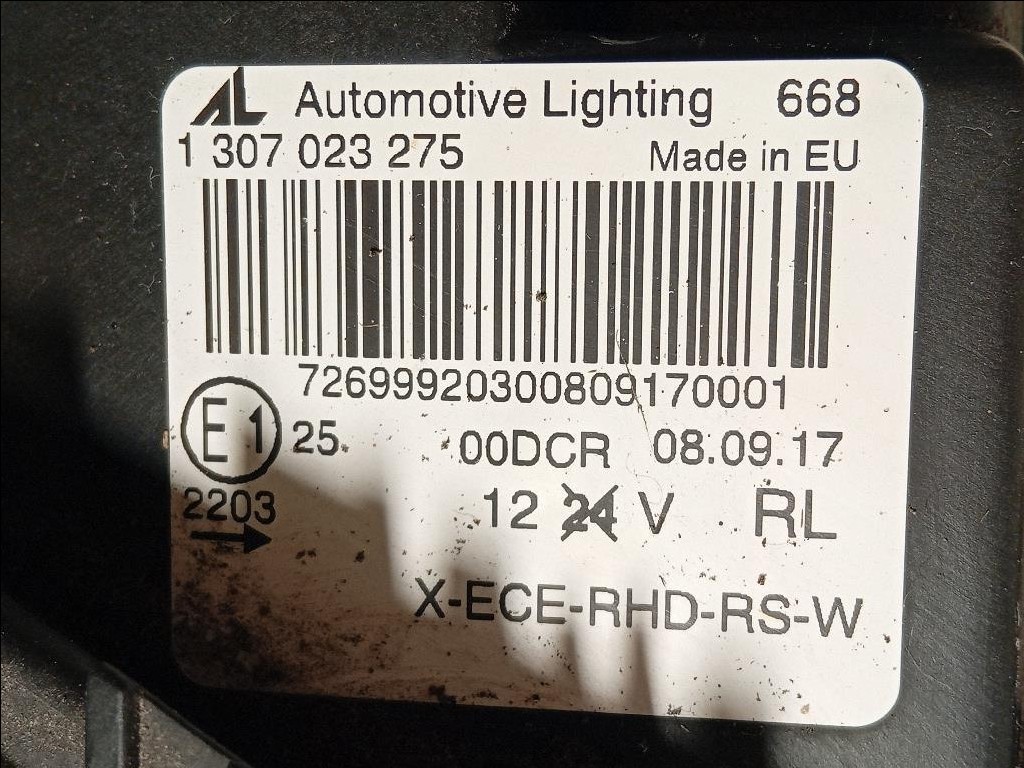 AL Automotive Lighting 668
1 307 023 275 Made in EU
72699920300809170001
E1 25. 00DCR 08.09.17
2203 12 24 V RL
X-ECE-RHD-RS-W